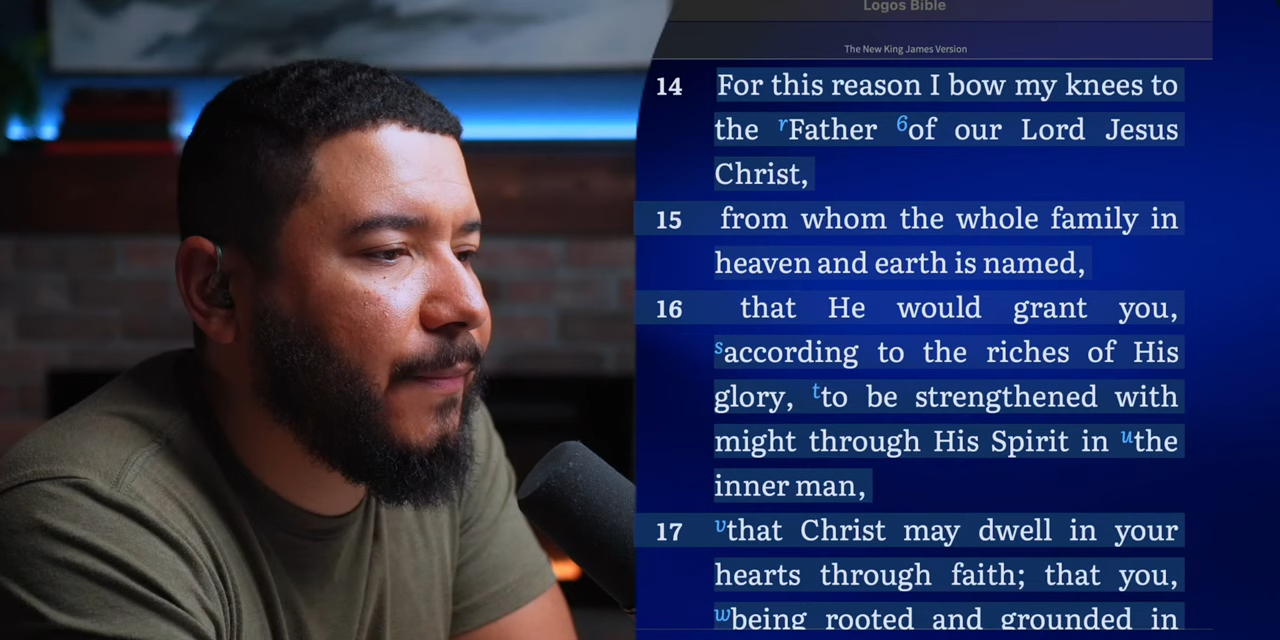 Logos Bible
The New King James Version
14 For this reason I bow my knees to
the rFather 6of our Lord Jesus
Christ,
15 from whom the whole family in
heaven and earth is named,
16 that He would grant you,
saccording to the riches of His
glory, tto be strengthened with
might through His Spirit in uthe
inner man,
17 vthat Christ may dwell in your
hearts through faith; that you,
wbeing rooted and grounded in